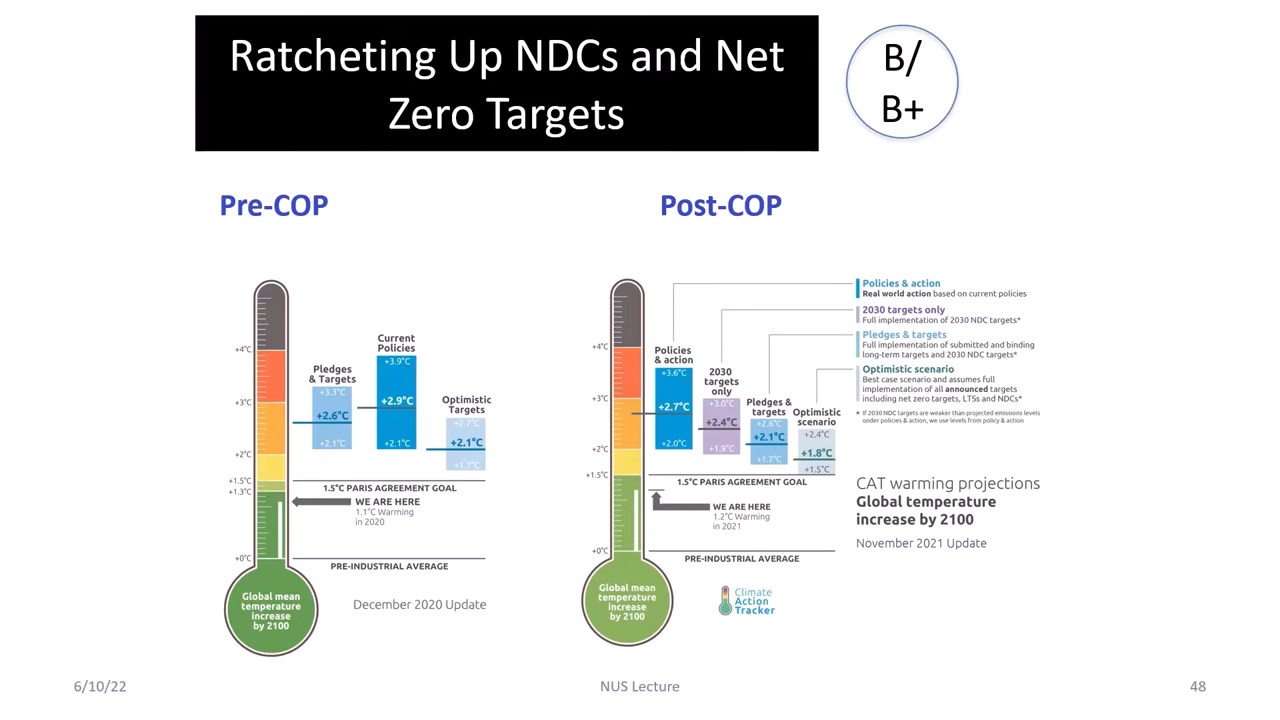 Ratcheting Up NDCs and Net
Zero Targets
B/
B+
Pre-COP
Post-COP
+4°C
+3°C
+2°C
+1.5°C
+1.3°C
+0°C
Pledges
& Targets
+3.3°C
+2.6°C
+2.1°C
Current
Policies
+3.9°C
+2.9°C
+2.1°C
Optimistic
Targets
+2.7°C
+2.1°C
+1.7°C
1.5°C PARIS AGREEMENT GOAL
WE ARE HERE
1.1°C Warming
in 2020
PRE-INDUSTRIAL AVERAGE
Global mean
temperature
increase
by 2100
December 2020 Update
+4°C
+3°C
+2°C
+1.5°C
+0°C
Policies
& action
+3.6°C
+2.7°C
+2.0°C
2030
targets
only
+3.0°C
+2.4°C
+1.9°C
Pledges &
targets
+2.6°C
+2.1°C
+1.7°C
Optimistic
scenario
+2.4°C
+1.8°C
+1.5°C
1.5°C PARIS AGREEMENT GOAL
WE ARE HERE
1.2°C Warming
in 2021
PRE-INDUSTRIAL AVERAGE
Global mean
temperature
increase
by 2100
Climate
Action
Tracker
Policies & action
Real world action based on current policies
2030 targets only
Full implementation of 2030 NDC targets*
Pledges & targets
Full implementation of submitted and binding
long-term targets and 2030 NDC targets*
Optimistic scenario
Best case scenario and assumes full
implementation of all announced targets
including net zero targets, LTSs and NDCs*
* If 2030 NDC targets are weaker than projected emissions levels
under policies & action, we use levels from policy & action
CAT warming projections
Global temperature
increase by 2100
November 2021 Update
6/10/22
NUS Lecture
48